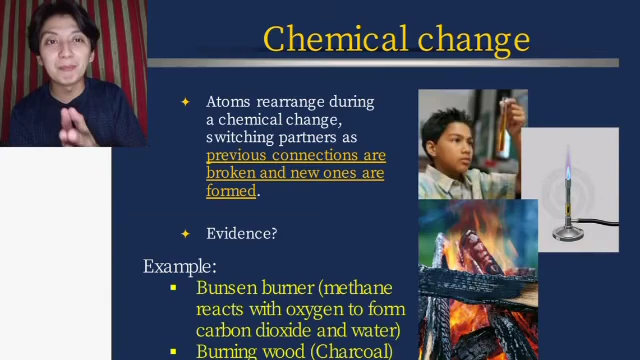 Chemical change
Atoms rearrange during
a chemical change,
switching partners as
previous connections are
broken and new ones are
formed.
Evidence?
Example:
Bunsen burner (methane
reacts with oxygen to form
carbon dioxide and water)
Burning wood (Charcoal)